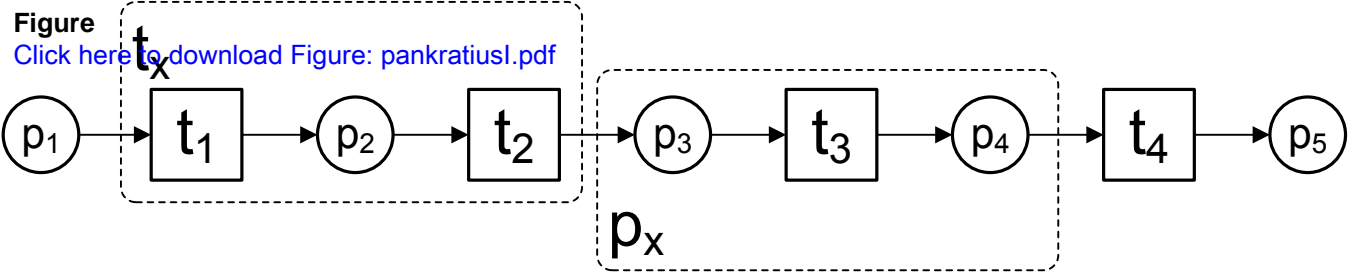 Figure
Click here to download Figure: pankratiusI.pdf
tₓ
p₁ t₁ p₂ t₂ p₃ t₃ p₄ t₄ p₅
pₓ